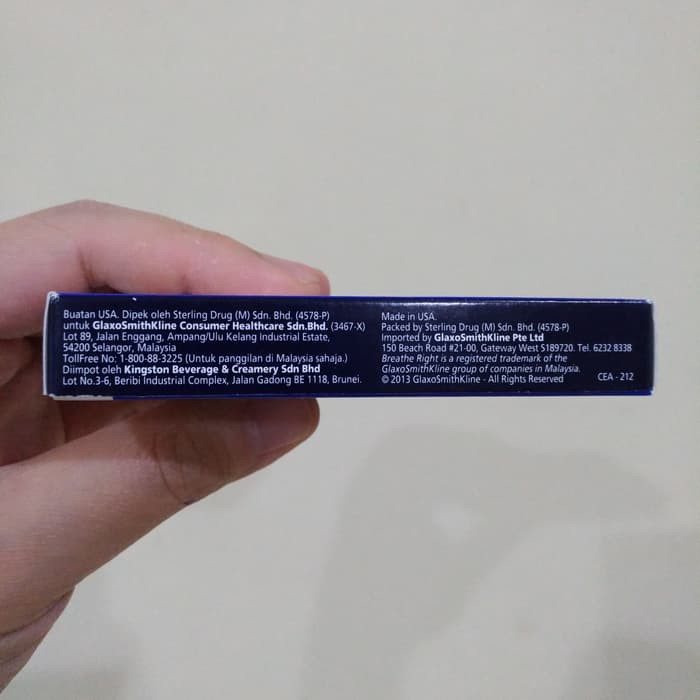 Buatan USA. Dipek oleh Sterling Drug (M) Sdn. Bhd. (4578-P)
untuk GlaxoSmithKline Consumer Healthcare Sdn.Bhd. (3467-X)
Lot 89, Jalan Enggang, Ampang/Ulu Kelang Industrial Estate,
54200 Selangor, Malaysia
TollFree No: 1-800-88-3225 (Untuk panggilan di Malaysia sahaja.)
Diimpot oleh Kingston Beverage & Creamery Sdn Bhd
Lot No.3-6, Beribi Industrial Complex, Jalan Gadong BE 1118, Brunei.
Made in USA.
Packed by Sterling Drug (M) Sdn. Bhd. (4578-P)
Imported by GlaxoSmithKline Pte Ltd
150 Beach Road #21-00, Gateway West S189720. Tel. 6232 8338
Breathe Right is a registered trademark of the
GlaxoSmithKline group of companies in Malaysia.
© 2013 GlaxoSmithKline - All Rights Reserved
CEA - 212